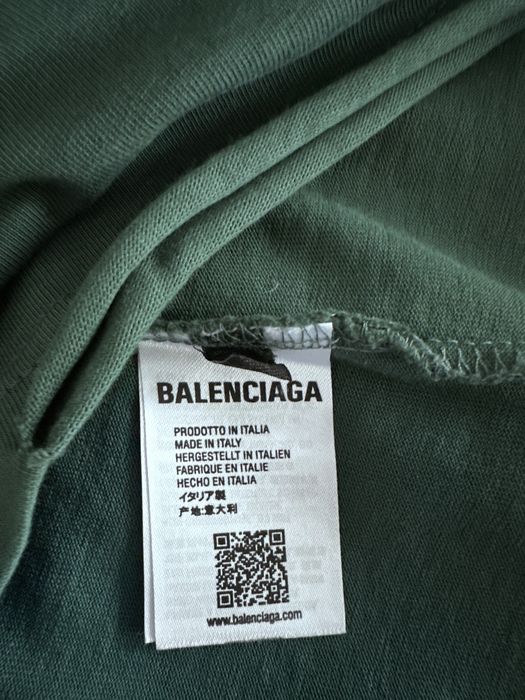 BALENCIAGA
PRODOTTO IN ITALIA
MADE IN ITALY
HERGESTELLT IN ITALIEN
FABRIQUE EN ITALIE
HECHO EN ITALIA
イタリア製
产地:意大利
www.balenciaga.com